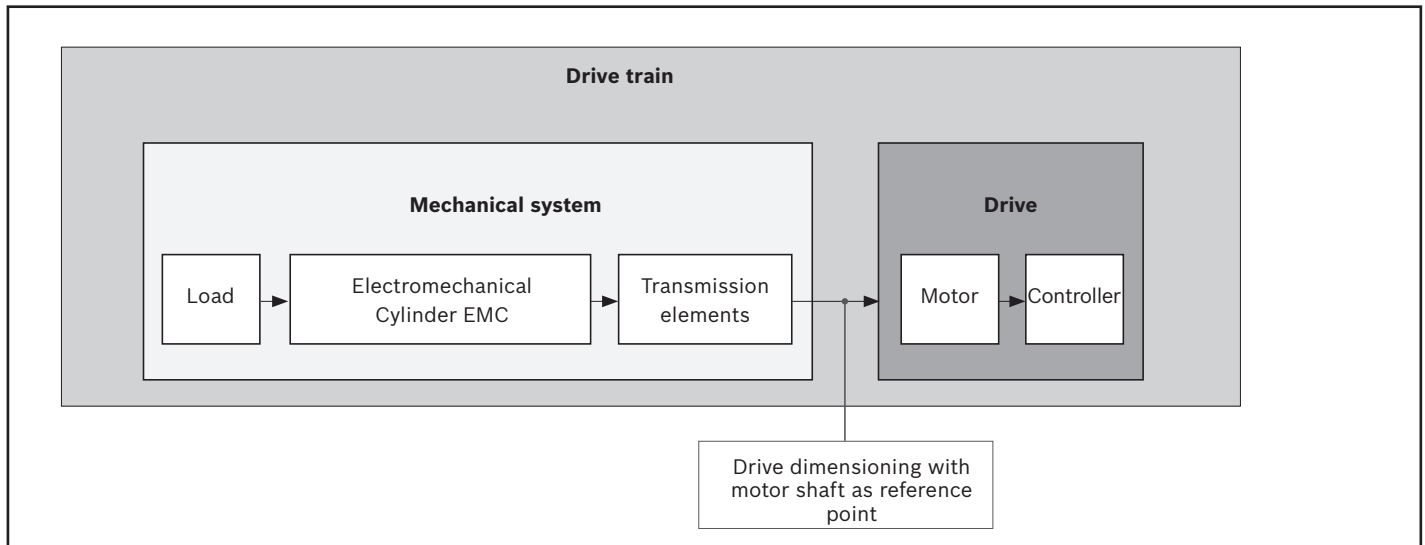 Drive train
Mechanical system
Drive
Load
Electromechanical
Cylinder EMC
Transmission
elements
Motor
Controller
Drive dimensioning with
motor shaft as reference
point